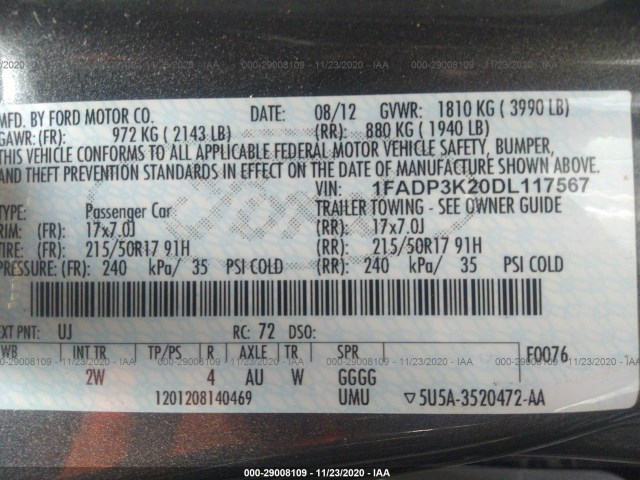 000-29008109 - 11/23/2020 - IAA
MFD. BY FORD MOTOR CO. DATE: 08/12 GVWR: 1810 KG ( 3990 LB)
GAWR: (FR): 972 KG ( 2143 LB) (RR): 880 KG ( 1940 LB)
THIS VEHICLE CONFORMS TO ALL APPLICABLE FEDERAL MOTOR VEHICLE SAFETY, BUMPER,
AND THEFT PREVENTION STANDARDS IN EFFECT ON THE DATE OF MANUFACTURE SHOWN ABOVE.
VIN: 1FADP3K20DL117567
TYPE: Passenger Car TRAILER TOWING - SEE OWNER GUIDE
RIM: (FR): 17x7.0J (RR): 17x7.0J
TIRE: (FR): 215/50R17 91H (RR): 215/50R17 91H
PRESSURE: (FR): 240 kPa/ 35 PSI COLD (RR): 240 kPa/ 35 PSI COLD
EXT PNT: UJ RC: 72 DSO:
WB INT TR TP/PS R AXLE TR SPR F0076
2W 4 AU W GGGG
1201208140469 UMU ▽5U5A-3520472-AA
000-29008109 - 11/23/2020 - IAA